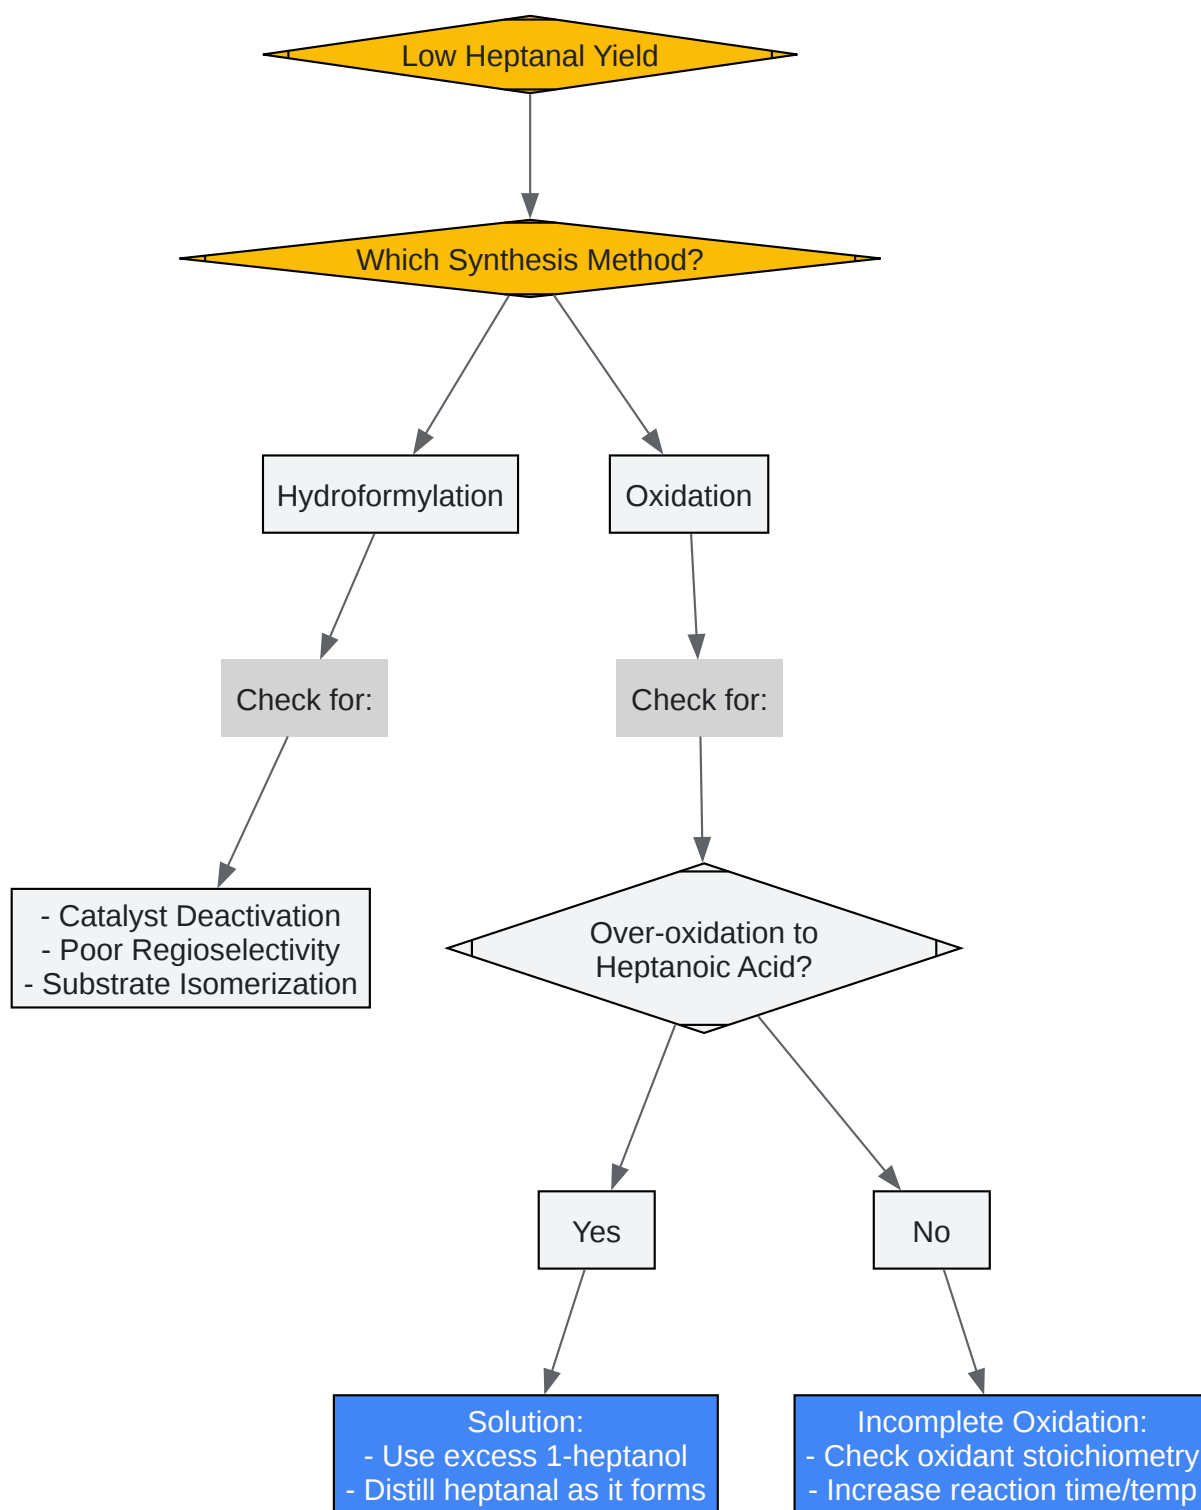 Low Heptanal Yield
Which Synthesis Method?
Hydroformylation
Oxidation
Check for:
Check for:
- Catalyst Deactivation
- Poor Regioselectivity
- Substrate Isomerization
Over-oxidation to
Heptanoic Acid?
Yes
No
Solution:
- Use excess 1-heptanol
- Distill heptanal as it forms
Incomplete Oxidation:
- Check oxidant stoichiometry
- Increase reaction time/temp